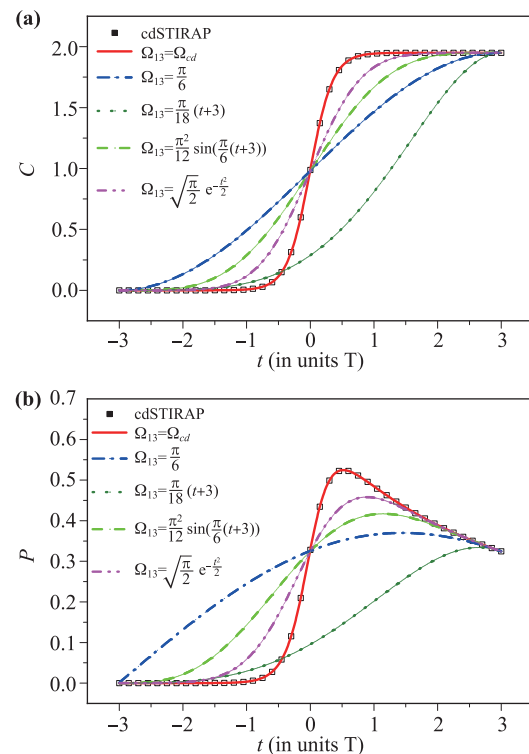 (a)
cdSTIRAP
Ω₁₃=Ω_cd
Ω₁₃=π/6
Ω₁₃=π/18(t+3)
Ω₁₃=π²/12 sin(π/6(t+3))
Ω₁₃=√(π/2) e^(-t²/2)
C
2.0
1.5
1.0
0.5
0.0
−3 −2 −1 0 1 2 3
t (in units T)
(b)
cdSTIRAP
Ω₁₃=Ω_cd
Ω₁₃=π/6
Ω₁₃=π/18(t+3)
Ω₁₃=π²/12 sin(π/6(t+3))
Ω₁₃=√(π/2) e^(-t²/2)
P
0.7
0.6
0.5
0.4
0.3
0.2
0.1
0.0
−3 −2 −1 0 1 2 3
t (in units T)